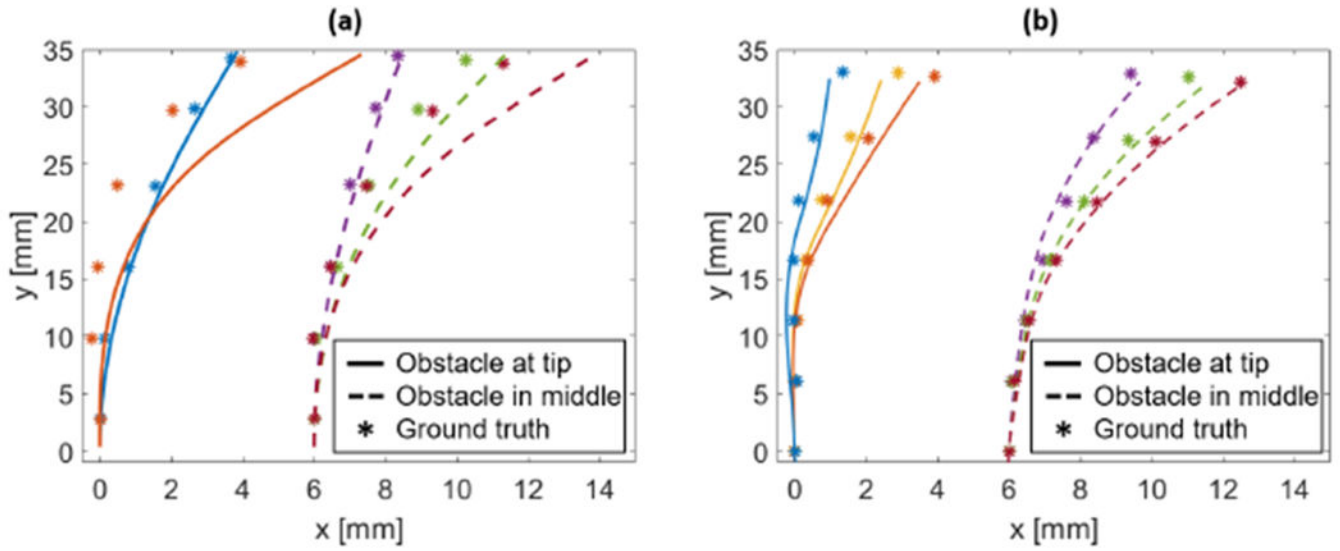 (a)
35
30
25
20
15
10
5
0
y [mm]
0 2 4 6 8 10 12 14
x [mm]
Obstacle at tip
Obstacle in middle
Ground truth
(b)
35
30
25
20
15
10
5
0
y [mm]
0 2 4 6 8 10 12 14
x [mm]
Obstacle at tip
Obstacle in middle
Ground truth